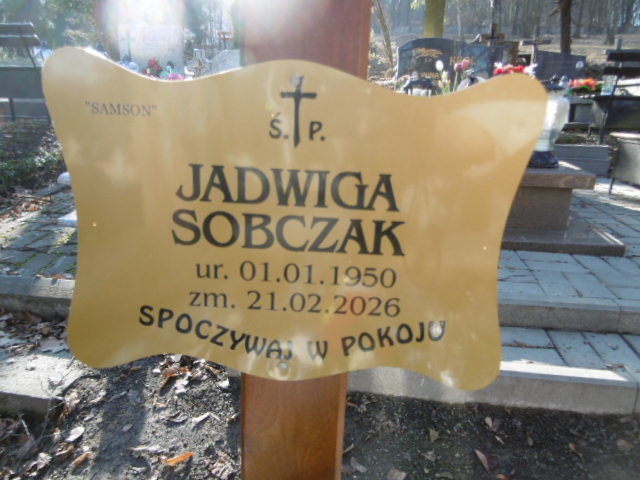 "SAMSON"
Ś. P.
JADWIGA
SOBCZAK
ur. 01.01.1950
zm. 21.02.2026
SPOCZYWAJ W POKOJU